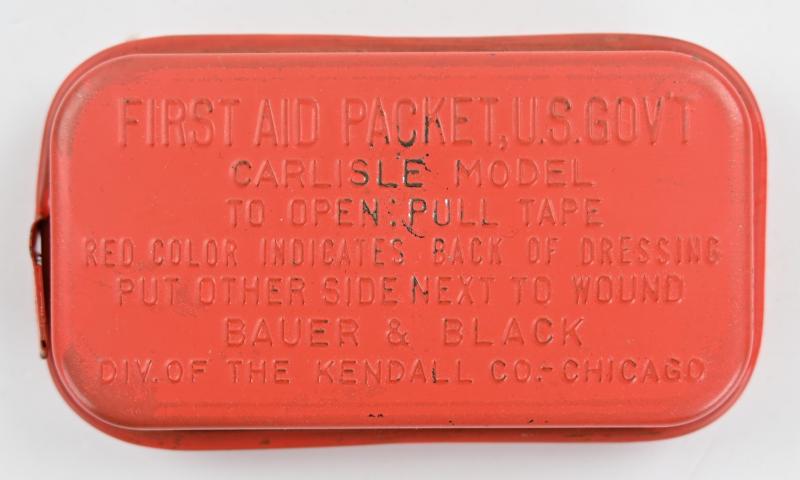 FIRST AID PACKET, U.S. GOV'T
CARLISLE MODEL
TO OPEN: PULL TAPE
RED COLOR INDICATES BACK OF DRESSING
PUT OTHER SIDE NEXT TO WOUND
BAUER & BLACK
DIV. OF THE KENDALL CO.-CHICAGO